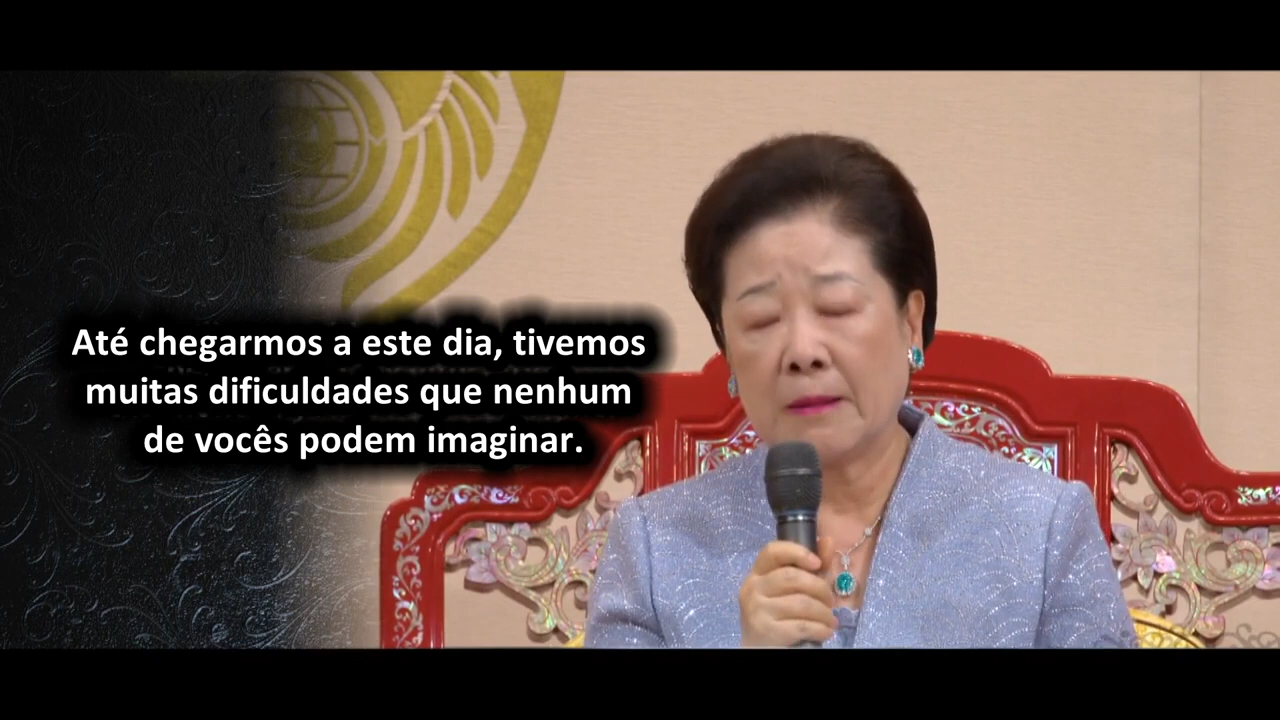 Até chegarmos a este dia, tivemos
muitas dificuldades que nenhum
de vocês podem imaginar.